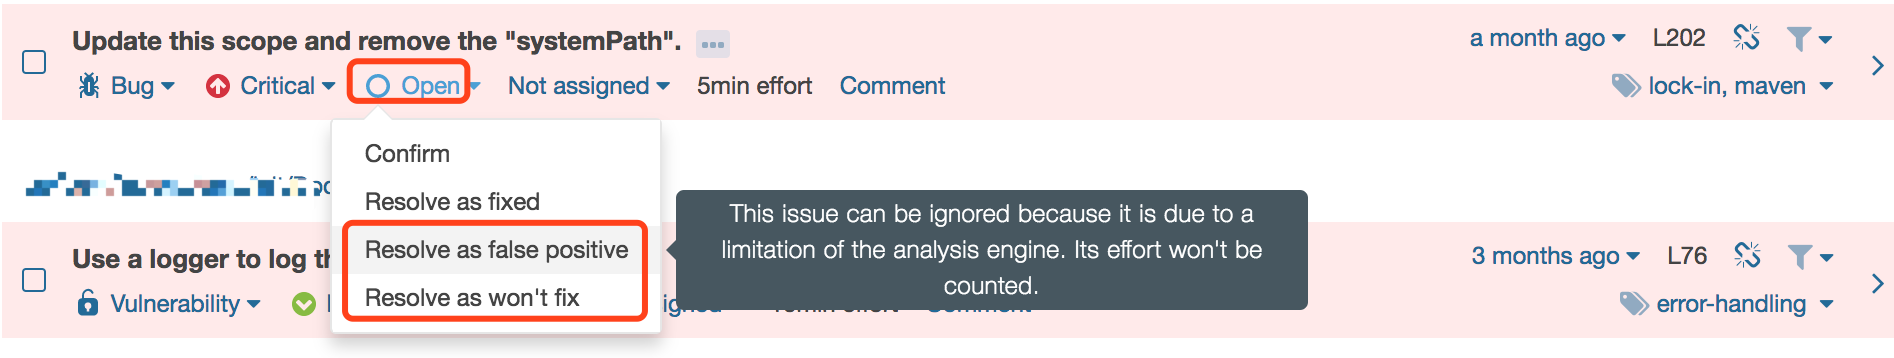 Update this scope and remove the "systemPath". ...
a month ago L202
Bug Critical Open Not assigned 5min effort Comment
lock-in, maven
Confirm
Resolve as fixed
Resolve as false positive
Resolve as won't fix
This issue can be ignored because it is due to a
limitation of the analysis engine. Its effort won't be
counted.
Use a logger to log
3 months ago L76
Vulnerability
error-handling